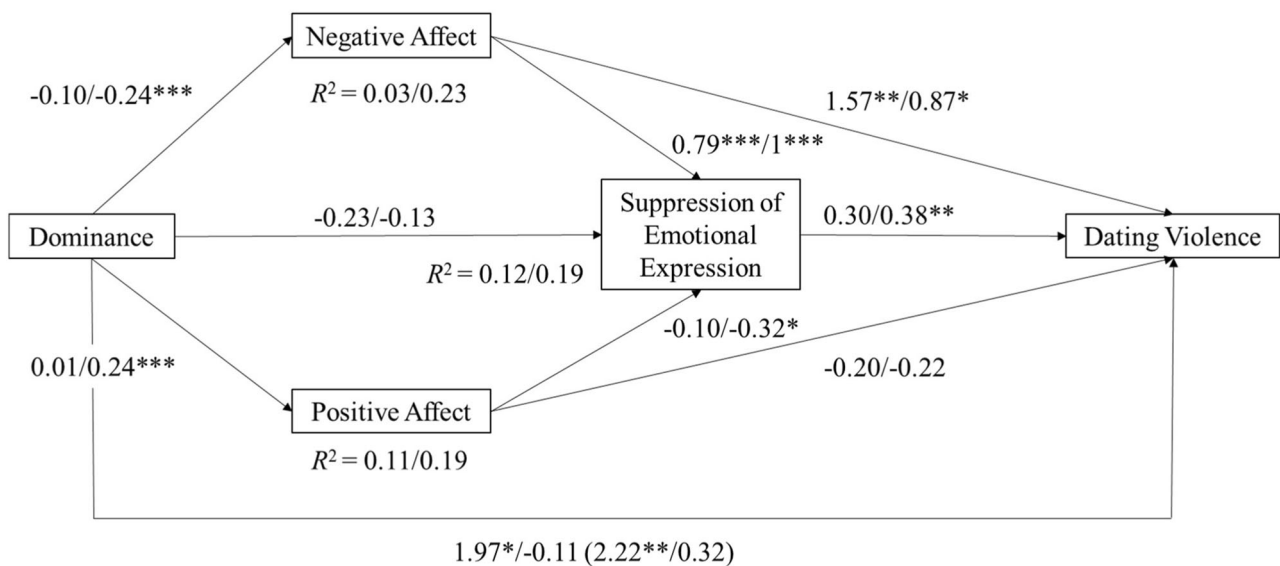 Negative Affect
-0.10/-0.24***
R² = 0.03/0.23
1.57**/0.87*
0.79***/1***
Suppression of
Emotional
Expression
-0.23/-0.13
0.30/0.38**
Dominance
Dating Violence
R² = 0.12/0.19
-0.10/-0.32*
0.01/0.24***
-0.20/-0.22
Positive Affect
R² = 0.11/0.19
1.97*/-0.11 (2.22**/0.32)